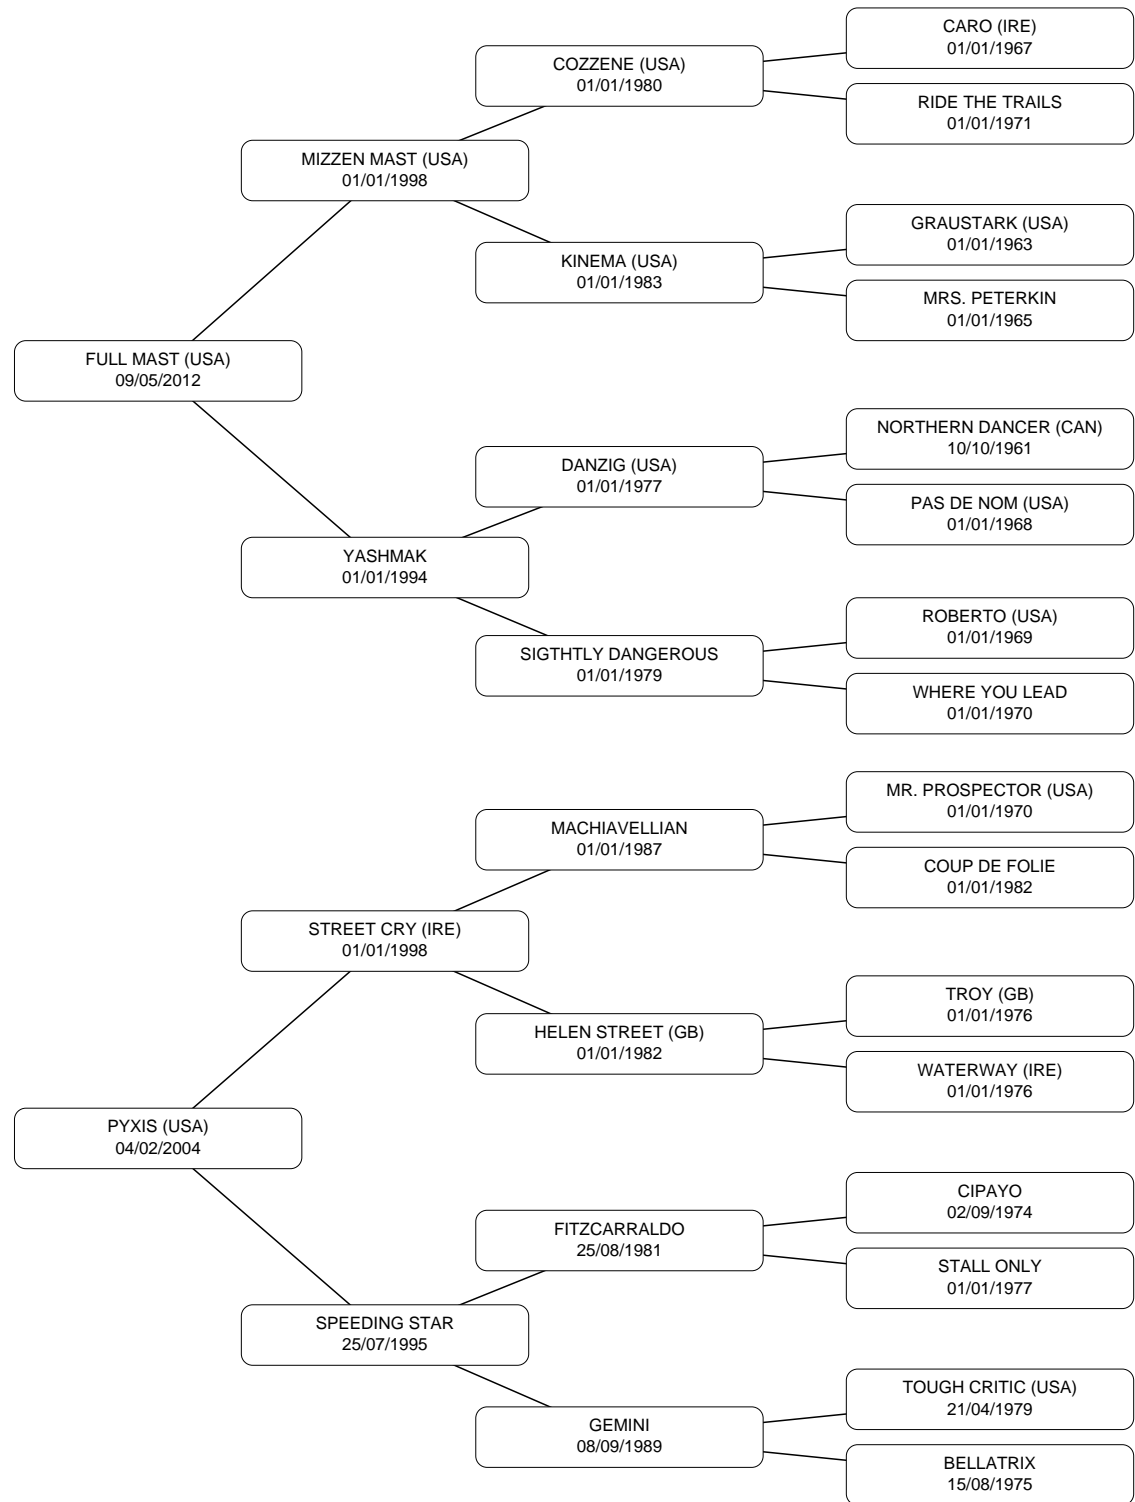 CARO (IRE)
01/01/1967
COZZENE (USA)
01/01/1980
RIDE THE TRAILS
01/01/1971
MIZZEN MAST (USA)
01/01/1998
GRAUSTARK (USA)
01/01/1963
KINEMA (USA)
01/01/1983
MRS. PETERKIN
01/01/1965
FULL MAST (USA)
09/05/2012
NORTHERN DANCER (CAN)
10/10/1961
DANZIG (USA)
01/01/1977
PAS DE NOM (USA)
01/01/1968
YASHMAK
01/01/1994
ROBERTO (USA)
01/01/1969
SIGTHTLY DANGEROUS
01/01/1979
WHERE YOU LEAD
01/01/1970
MR. PROSPECTOR (USA)
01/01/1970
MACHIAVELLIAN
01/01/1987
COUP DE FOLIE
01/01/1982
STREET CRY (IRE)
01/01/1998
TROY (GB)
01/01/1976
HELEN STREET (GB)
01/01/1982
WATERWAY (IRE)
01/01/1976
PYXIS (USA)
04/02/2004
CIPAYO
02/09/1974
FITZCARRALDO
25/08/1981
STALL ONLY
01/01/1977
SPEEDING STAR
25/07/1995
TOUGH CRITIC (USA)
21/04/1979
GEMINI
08/09/1989
BELLATRIX
15/08/1975